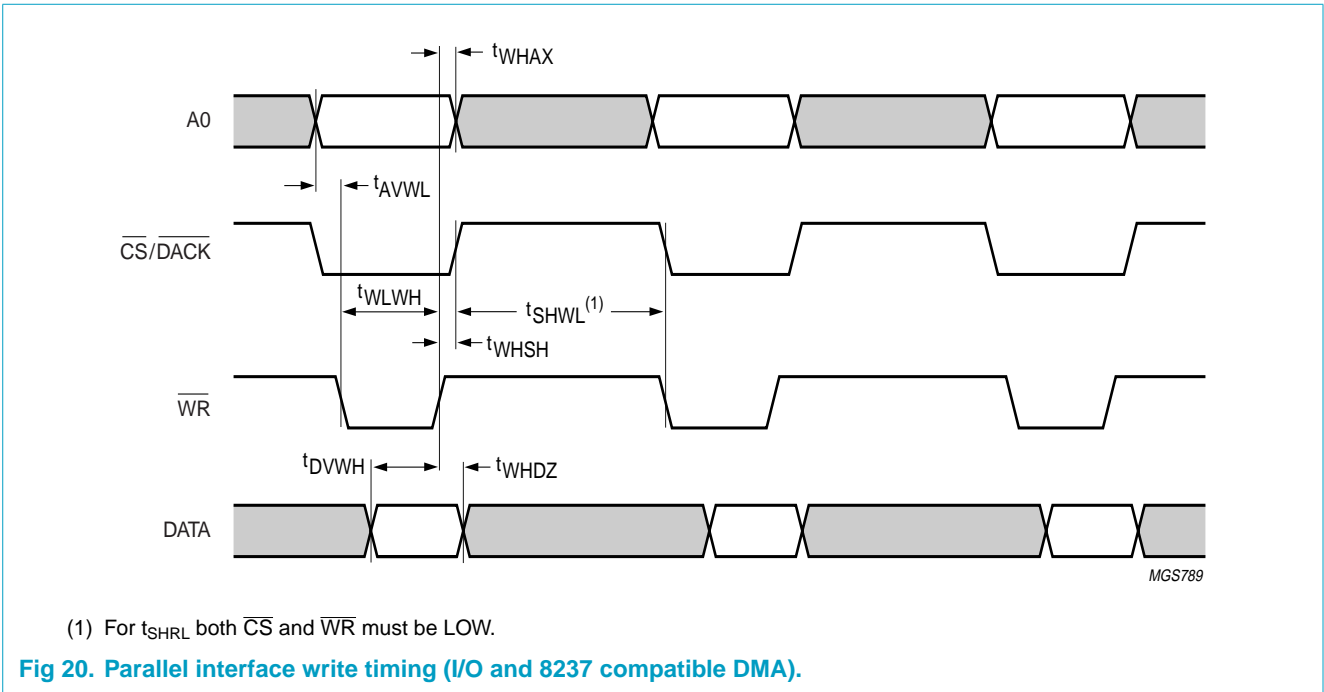 tWHAX
A0
tAVWL
CS/DACK
tWLWH
tSHWL(1)
tWHSH
WR
tDVWH
tWHDZ
DATA
MGS789
(1) For tSHRL both CS and WR must be LOW.
Fig 20. Parallel interface write timing (I/O and 8237 compatible DMA).